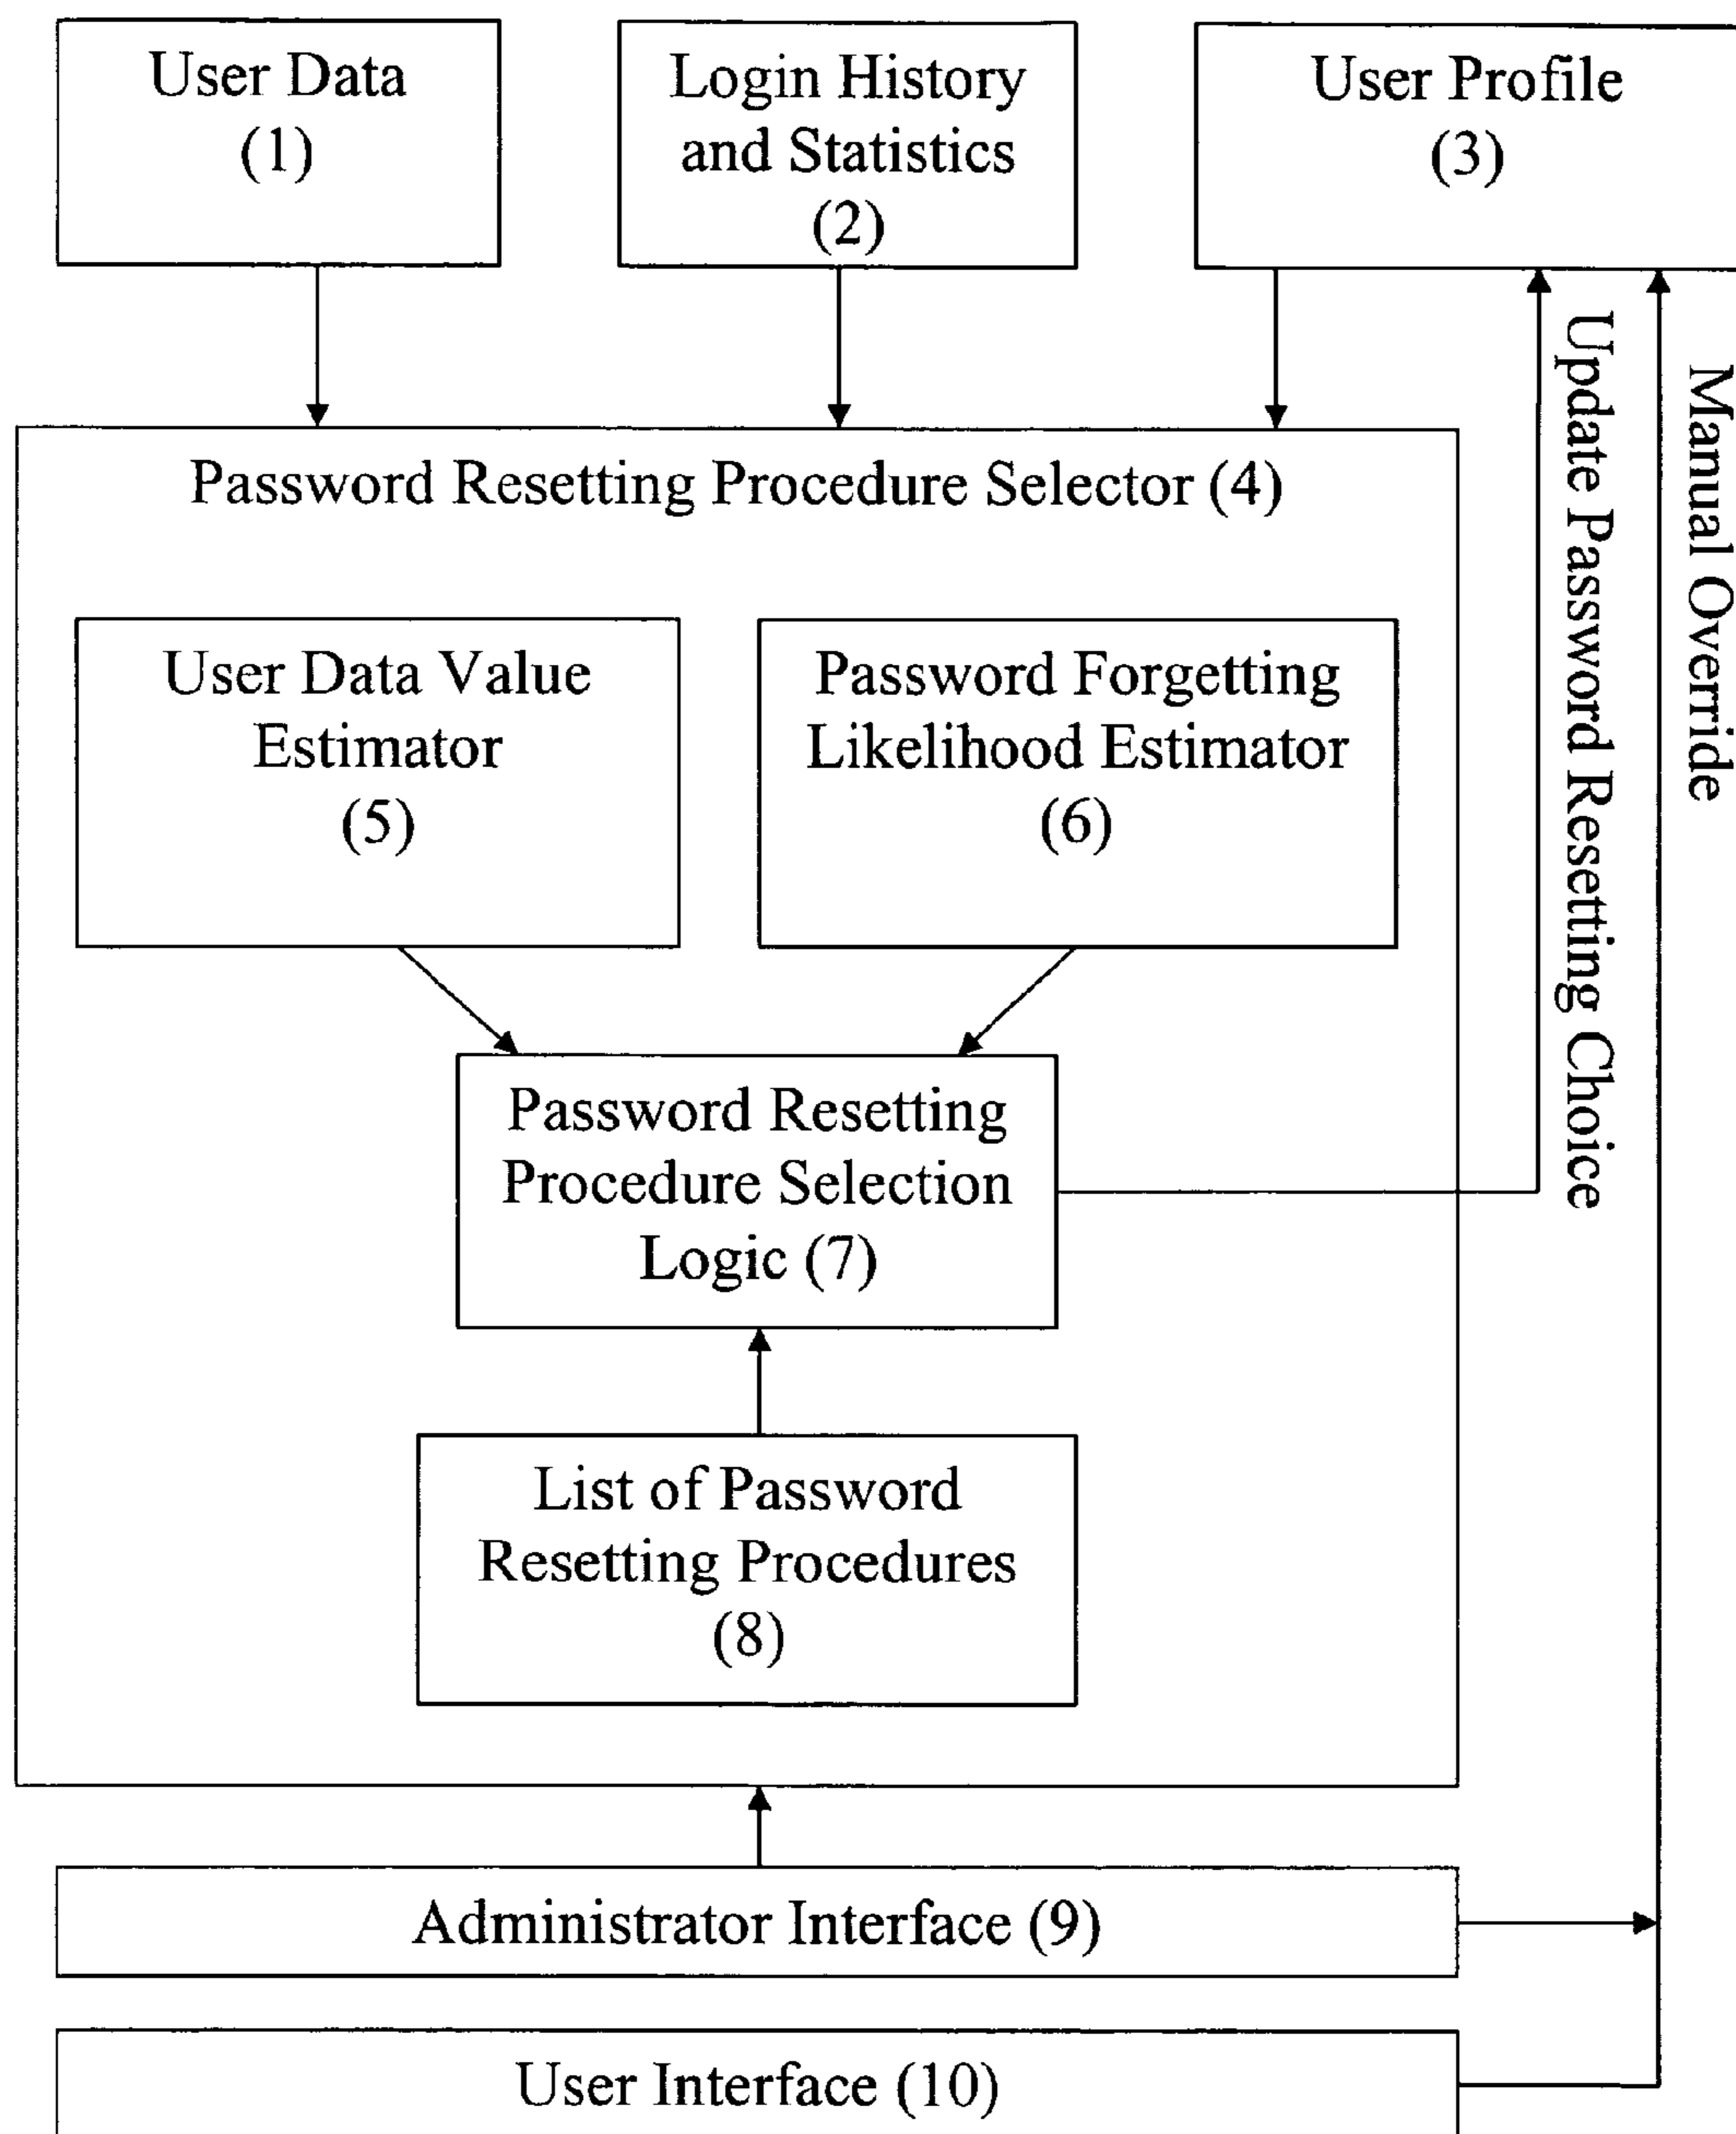 User Data
(1)
Login History
and Statistics
(2)
User Profile
(3)
Update Password Resetting Choice
Manual Override
Password Resetting Procedure Selector (4)
User Data Value
Estimator
(5)
Password Forgetting
Likelihood Estimator
(6)
Password Resetting
Procedure Selection
Logic (7)
List of Password
Resetting Procedures
(8)
Administrator Interface (9)
User Interface (10)